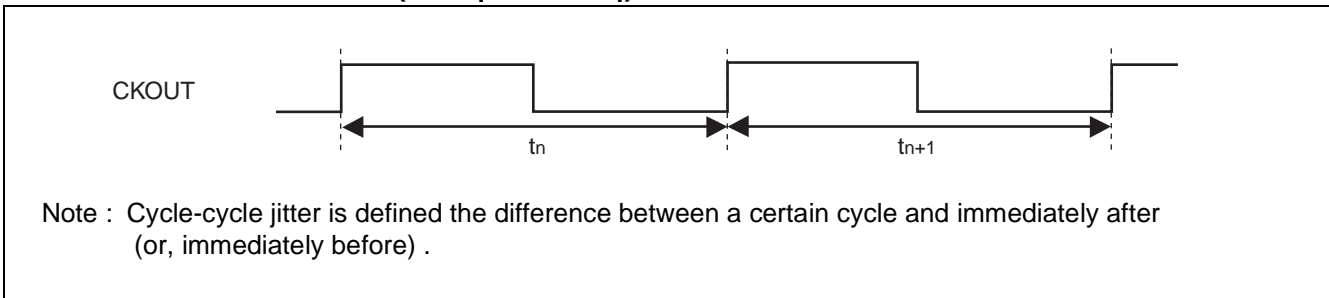 CKOUT
tn
tn+1
Note : Cycle-cycle jitter is defined the difference between a certain cycle and immediately after
(or, immediately before) .